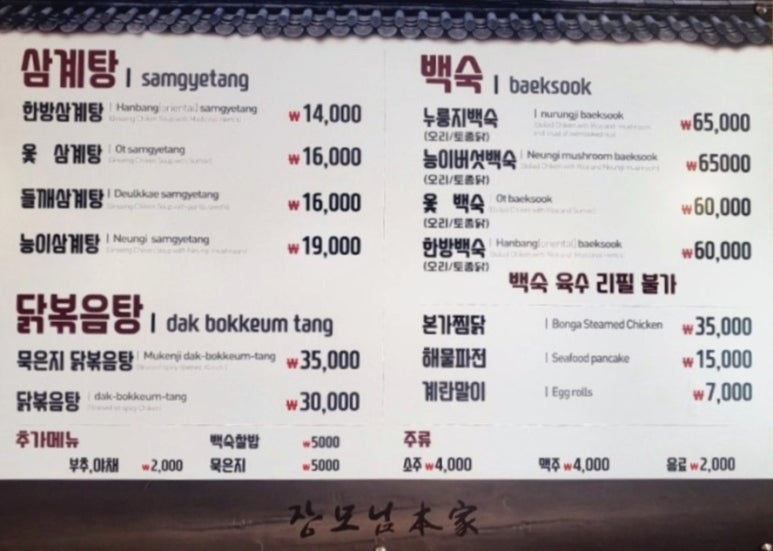 삼계탕 | samgyetang
한방삼계탕 | Hanbang(oriental) samgyetang ₩14,000
옻 삼계탕 | Ot samgyetang ₩16,000
들깨삼계탕 | Deulkkae samgyetang ₩16,000
능이삼계탕 | Neungi samgyetang ₩19,000
닭볶음탕 | dak bokkeum tang
묵은지 닭볶음탕 | Mukenji dak-bokkeum-tang ₩35,000
닭볶음탕 | dak-bokkeum-tang ₩30,000
백숙 | baeksook
누룽지백숙 | nurungji baeksook ₩65,000
(오리/토종닭)
능이버섯백숙 | Neungi mushroom baeksook ₩65000
(오리/토종닭)
옻 백숙 | Ot baeksook ₩60,000
(오리/토종닭)
한방백숙 | Hanbang(oriental) baeksook ₩60,000
(오리/토종닭)
백숙 육수 리필 불가
본가찜닭 | Bonga Steamed Chicken ₩35,000
해물파전 | Seafood pancake ₩15,000
계란말이 | Egg rolls ₩7,000
추가메뉴 백숙찰밥 ₩5000
부추,야채 ₩2,000 묵은지 ₩5000
주류
소주 ₩4,000 맥주 ₩4,000 음료 ₩2,000
장모님本家